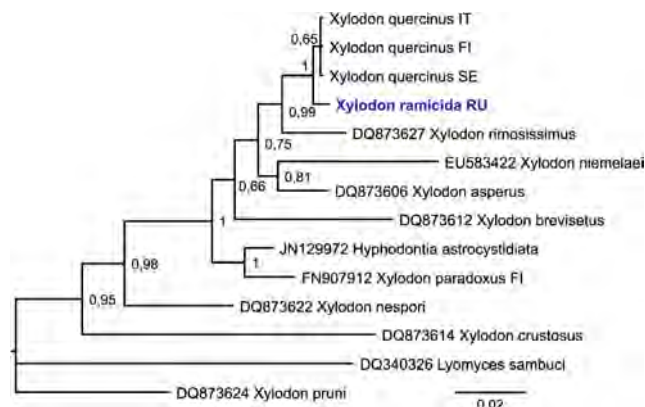 Xylodon quercinus IT
0,65
Xylodon quercinus FI
1
Xylodon quercinus SE
Xylodon ramicida RU
0,99
DQ873627 Xylodon rimosissimus
0,75
EU583422 Xylodon niemelaei
0,81
0,66
DQ873606 Xylodon asperus
DQ873612 Xylodon brevisetus
1
JN129972 Hyphodontia astrocystidiata
0,98
1
FN907912 Xylodon paradoxus FI
0,95
DQ873622 Xylodon nespori
DQ873614 Xylodon crustosus
DQ340326 Lyomyces sambuci
DQ873624 Xylodon pruni
0.02